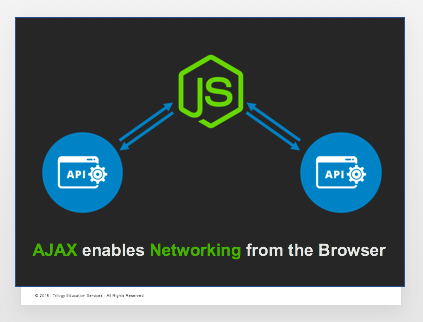 JS
API
API
AJAX enables Networking from the Browser
© 2016 Trilogy Education Services - All Rights Reserved